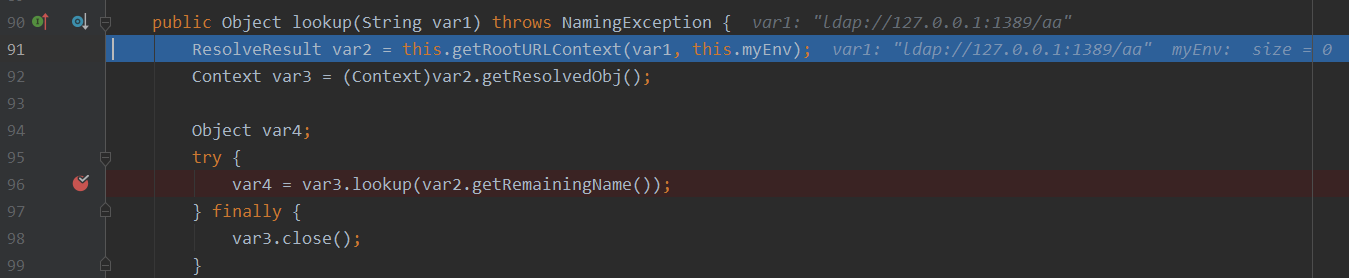 90 public Object lookup(String var1) throws NamingException { var1: "ldap://127.0.0.1:1389/aa"
91 ResolveResult var2 = this.getRootURLContext(var1, this.myEnv); var1: "ldap://127.0.0.1:1389/aa" myEnv: size = 0
92 Context var3 = (Context)var2.getResolvedObj();
93
94 Object var4;
95 try {
96 var4 = var3.lookup(var2.getRemainingName());
97 } finally {
98 var3.close();
99 }